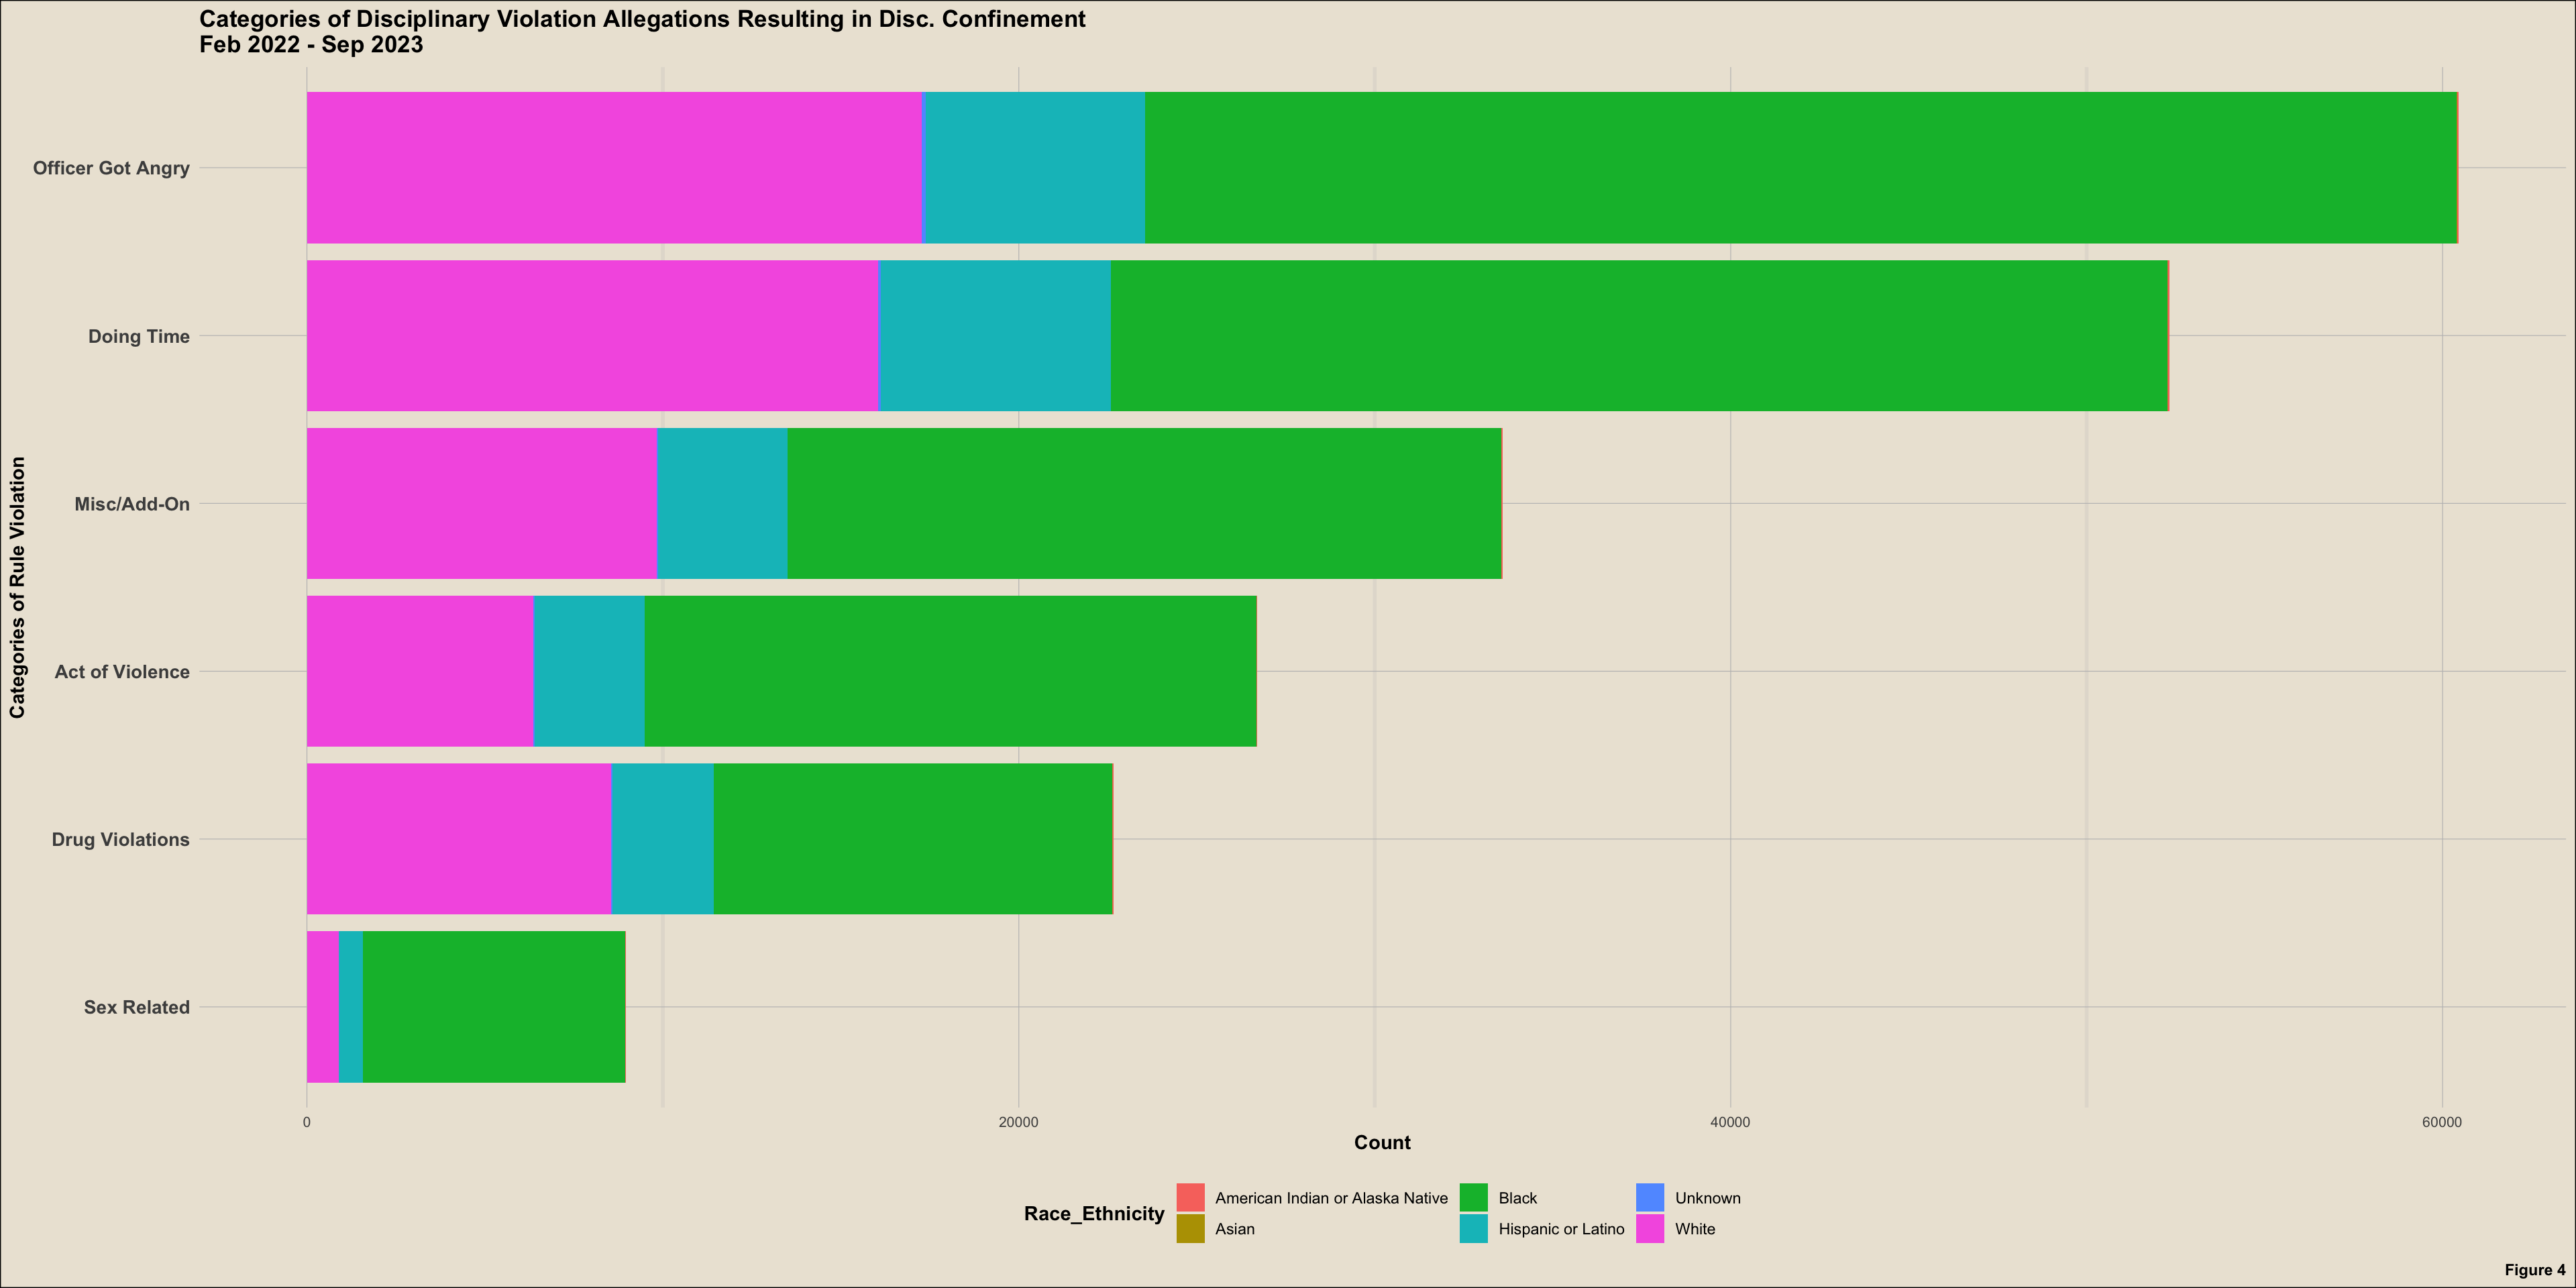 Categories of Disciplinary Violation Allegations Resulting in Disc. Confinement
Feb 2022 - Sep 2023
Categories of Rule Violation
Officer Got Angry
Doing Time
Misc/Add-On
Act of Violence
Drug Violations
Sex Related
0 20000 40000 60000
Count
Race_Ethnicity
American Indian or Alaska Native Black Unknown
Asian Hispanic or Latino White
Figure 4